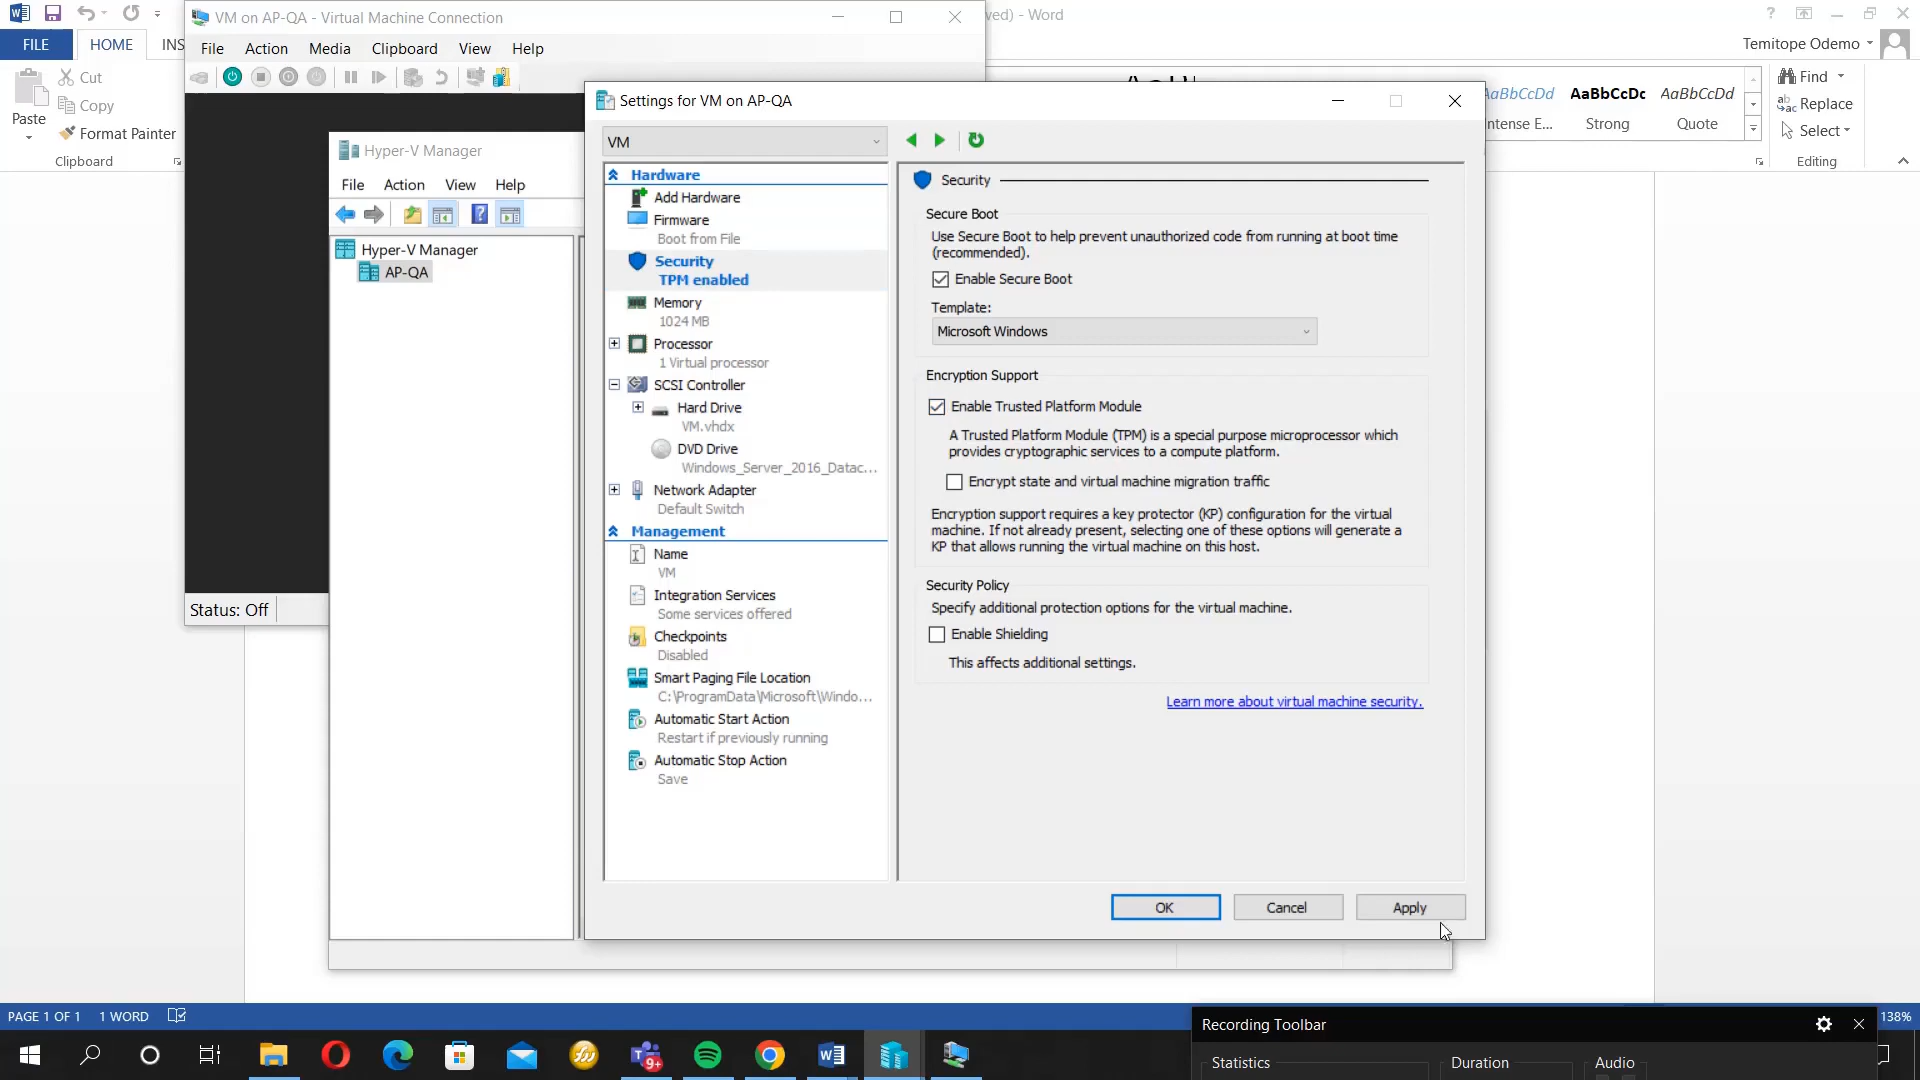 VM on AP-QA - Virtual Machine Connection
ved) - Word
FILE
HOME
INS
Temitope Odemo
File
Action
Media
Clipboard
View
Help
Paste
Cut
Copy
Format Painter
Clipboard
AaBbCcDd
AaBbCcDc
AaBbCcDd
ntense E...
Strong
Quote
Find
Replace
Select
Editing
Status: Off
Hyper-V Manager
File
Action
View
Help
Hyper-V Manager
AP-QA
Settings for VM on AP-QA
VM
Hardware
Add Hardware
Firmware
Boot from File
Security
TPM enabled
Memory
1024 MB
Processor
1 Virtual processor
SCSI Controller
Hard Drive
VM.vhdx
DVD Drive
Windows_Server_2016_Datac...
Network Adapter
Default Switch
Management
Name
VM
Integration Services
Some services offered
Checkpoints
Disabled
Smart Paging File Location
C:\ProgramData\Microsoft\Windo...
Automatic Start Action
Restart if previously running
Automatic Stop Action
Save
Security
Secure Boot
Use Secure Boot to help prevent unauthorized code from running at boot time
(recommended).
Enable Secure Boot
Template:
Microsoft Windows
Encryption Support
Enable Trusted Platform Module
A Trusted Platform Module (TPM) is a special purpose microprocessor which
provides cryptographic services to a compute platform.
Encrypt state and virtual machine migration traffic
Encryption support requires a key protector (KP) configuration for the virtual
machine. If not already present, selecting one of these options will generate a
KP that allows running the virtual machine on this host.
Security Policy
Specify additional protection options for the virtual machine.
Enable Shielding
This affects additional settings.
Learn more about virtual machine security.
OK
Cancel
Apply
PAGE 1 OF 1
1 WORD
138%
Recording Toolbar
Statistics
Duration
Audio
9+